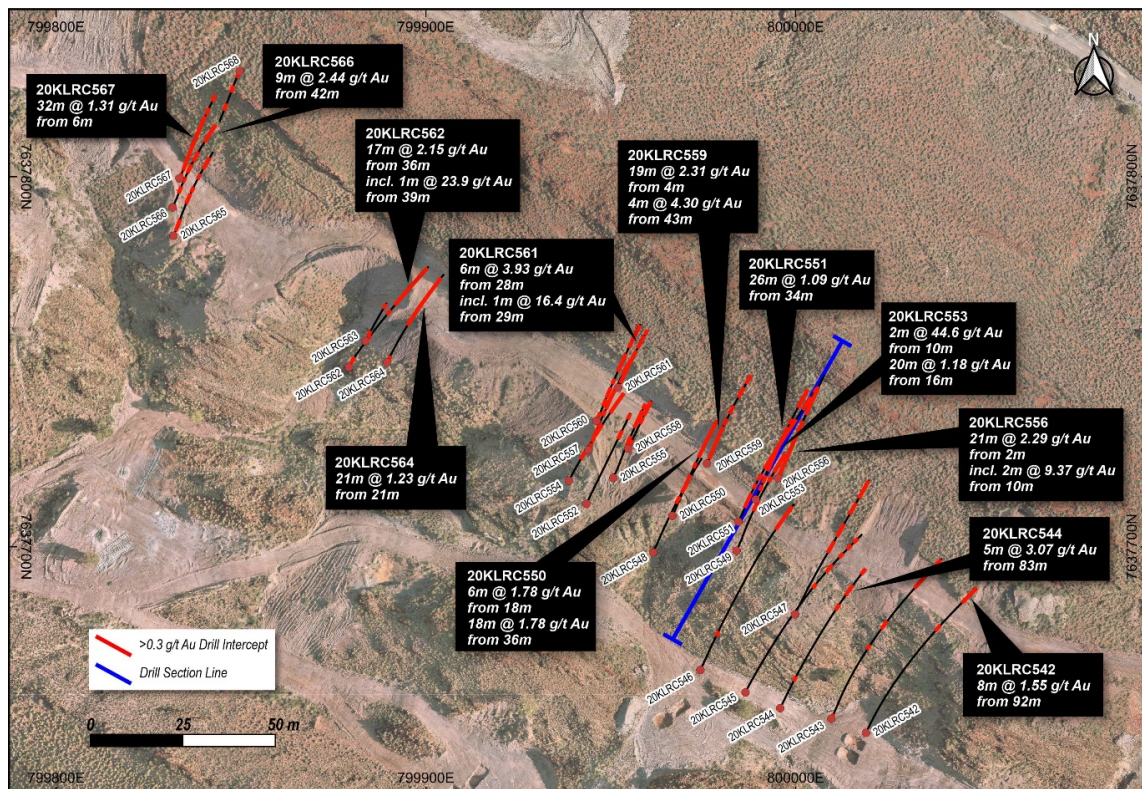 799800E
799900E
800000E
N
20KLRC568
20KLRC566
9m @ 2.44 g/t Au
from 42m
20KLRC567
32m @ 1.31 g/t Au
from 6m
20KLRC562
17m @ 2.15 g/t Au
from 36m
incl. 1m @ 23.9 g/t Au
from 39m
20KLRC559
19m @ 2.31 g/t Au
from 4m
4m @ 4.30 g/t Au
from 43m
7637800N
7637800N
20KLRC567
20KLRC566
20KLRC565
20KLRC561
6m @ 3.93 g/t Au
from 28m
incl. 1m @ 16.4 g/t Au
from 29m
20KLRC551
26m @ 1.09 g/t Au
from 34m
20KLRC553
2m @ 44.6 g/t Au
from 10m
20m @ 1.18 g/t Au
from 16m
20KLRC563
20KLRC562
20KLRC564
20KLRC561
20KLRC560
20KLRC557
20KLRC554
20KLRC552
20KLRC558
20KLRC555
20KLRC559
20KLRC550
20KLRC548
20KLRC556
20KLRC553
20KLRC551
20KLRC549
20KLRC556
21m @ 2.29 g/t Au
from 2m
incl. 2m @ 9.37 g/t Au
from 10m
20KLRC564
21m @ 1.23 g/t Au
from 21m
7637700N
7637700N
20KLRC544
5m @ 3.07 g/t Au
from 83m
20KLRC550
6m @ 1.78 g/t Au
from 18m
18m @ 1.78 g/t Au
from 36m
20KLRC547
20KLRC546
20KLRC545
20KLRC544
20KLRC543
20KLRC542
20KLRC542
8m @ 1.55 g/t Au
from 92m
>0.3 g/t Au Drill Intercept
Drill Section Line
0 25 50 m
799800E
799900E
800000E